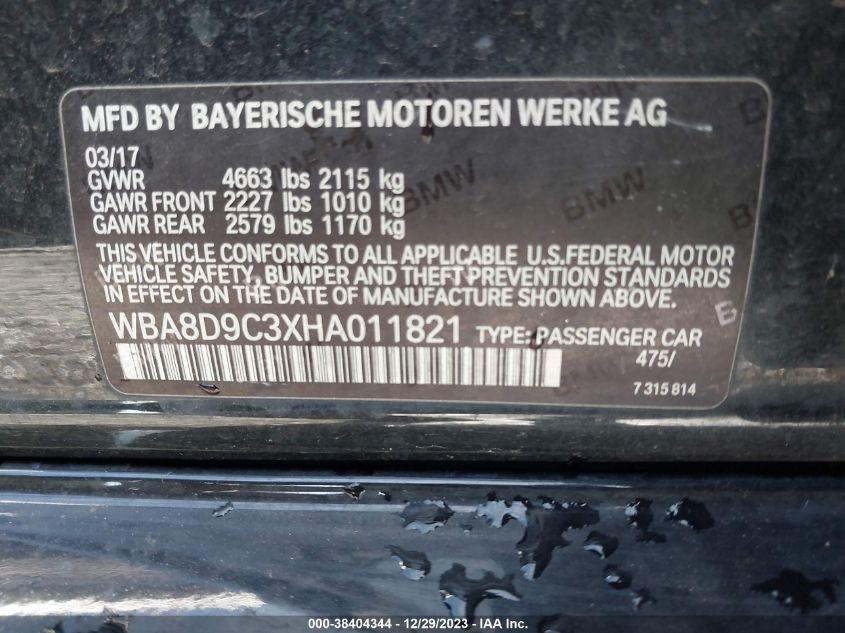 MFD BY BAYERISCHE MOTOREN WERKE AG
03/17
GVWR 4663 lbs 2115 kg
GAWR FRONT 2227 lbs 1010 kg
GAWR REAR 2579 lbs 1170 kg
THIS VEHICLE CONFORMS TO ALL APPLICABLE U.S.FEDERAL MOTOR
VEHICLE SAFETY, BUMPER AND THEFT PREVENTION STANDARDS
IN EFFECT ON THE DATE OF MANUFACTURE SHOWN ABOVE.
WBA8D9C3XHA011821 TYPE: PASSENGER CAR
475/
7 315 814
BMW
BMW
000-38404344 - 12/29/2023 - IAA Inc.